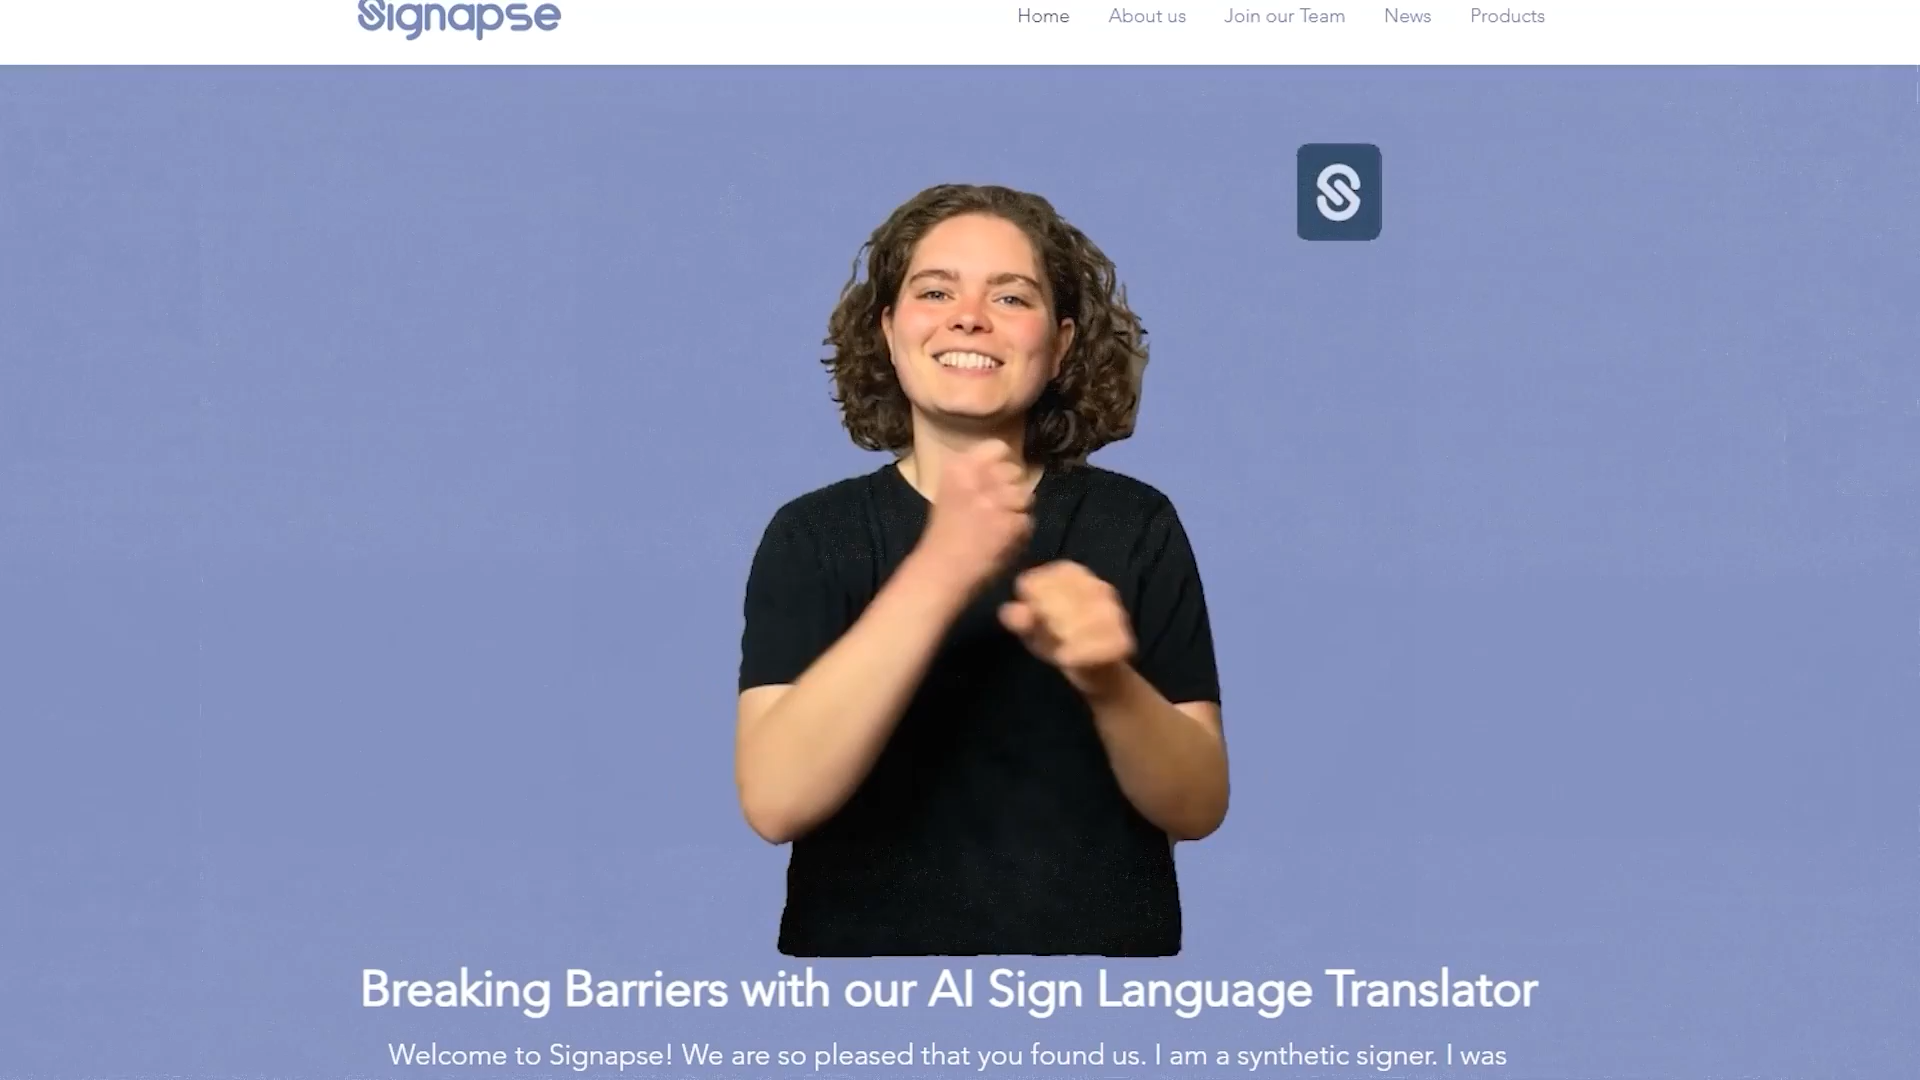 Signapse
Home About us Join our Team News Products
S
Breaking Barriers with our AI Sign Language Translator
Welcome to Signapse! We are so pleased that you found us. I am a synthetic signer. I was